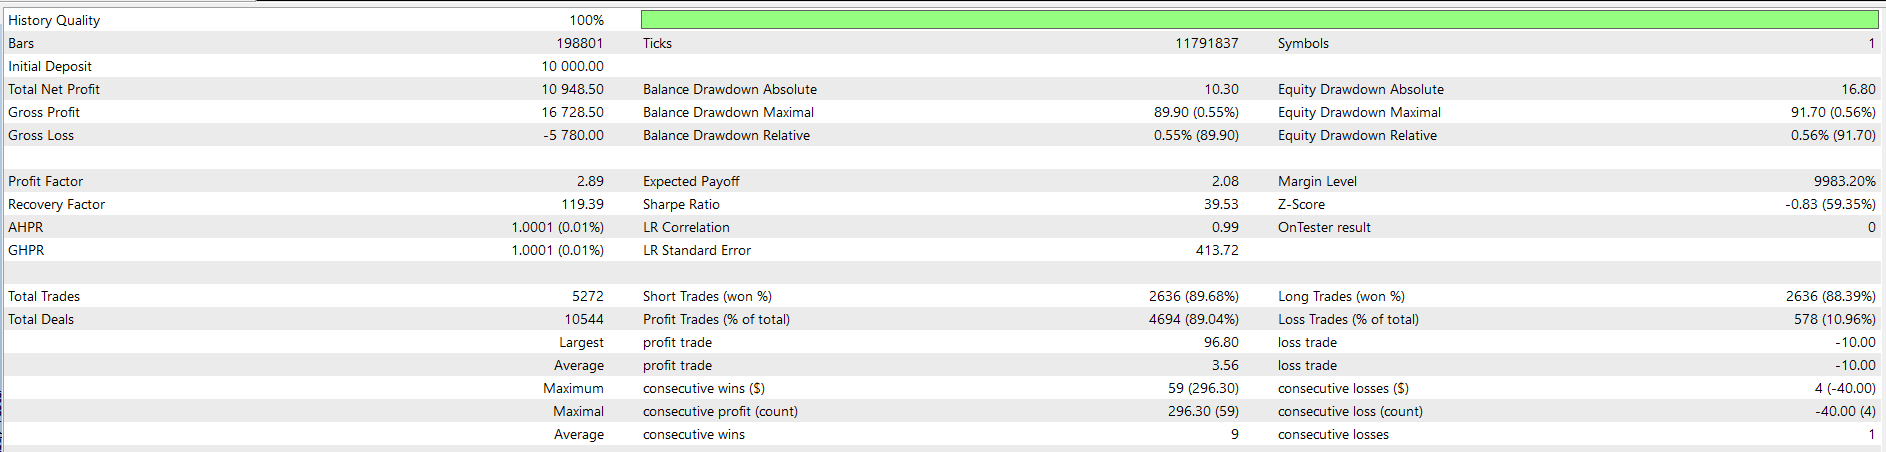 History Quality 100%
Bars 198801 Ticks 11791837 Symbols 1
Initial Deposit 10 000.00
Total Net Profit 10 948.50 Balance Drawdown Absolute 10.30 Equity Drawdown Absolute 16.80
Gross Profit 16 728.50 Balance Drawdown Maximal 89.90 (0.55%) Equity Drawdown Maximal 91.70 (0.56%)
Gross Loss -5 780.00 Balance Drawdown Relative 0.55% (89.90) Equity Drawdown Relative 0.56% (91.70)
Profit Factor 2.89 Expected Payoff 2.08 Margin Level 9983.20%
Recovery Factor 119.39 Sharpe Ratio 39.53 Z-Score -0.83 (59.35%)
AHPR 1.0001 (0.01%) LR Correlation 0.99 OnTester result 0
GHPR 1.0001 (0.01%) LR Standard Error 413.72
Total Trades 5272 Short Trades (won %) 2636 (89.68%) Long Trades (won %) 2636 (88.39%)
Total Deals 10544 Profit Trades (% of total) 4694 (89.04%) Loss Trades (% of total) 578 (10.96%)
Largest profit trade 96.80 loss trade -10.00
Average profit trade 3.56 loss trade -10.00
Maximum consecutive wins ($) 59 (296.30) consecutive losses ($) 4 (-40.00)
Maximal consecutive profit (count) 296.30 (59) consecutive loss (count) -40.00 (4)
Average consecutive wins 9 consecutive losses 1